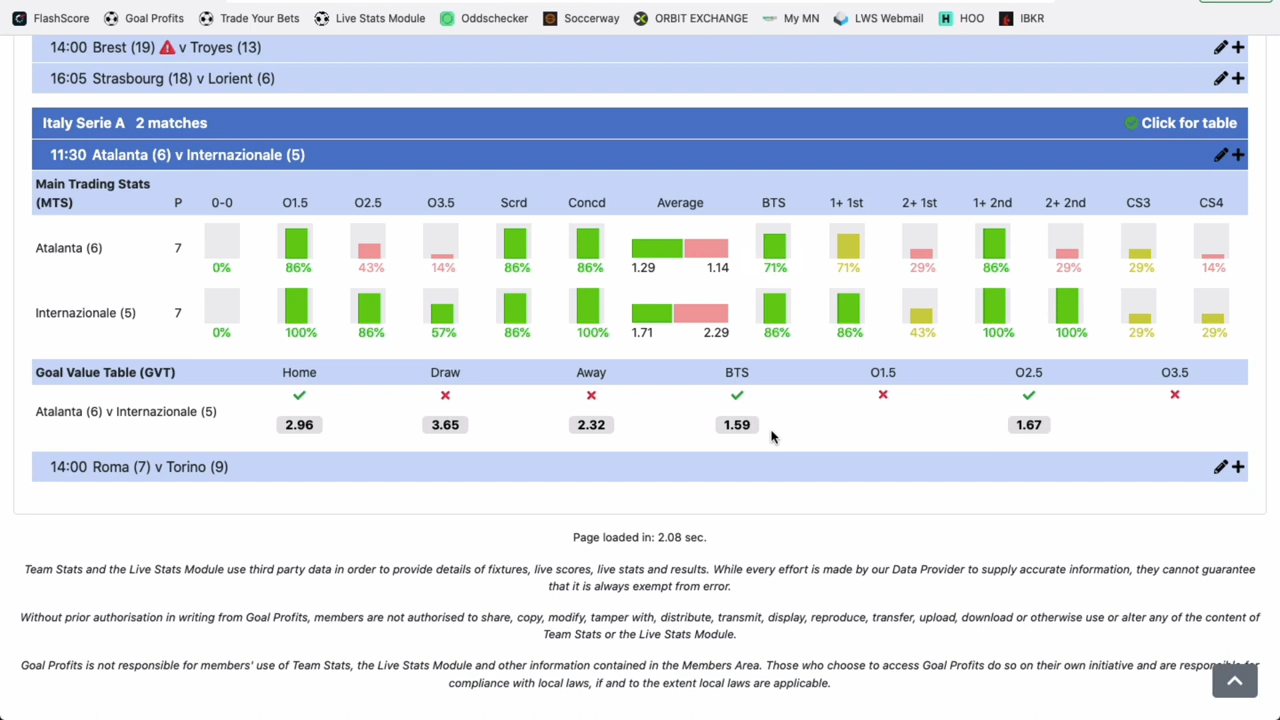 FlashScore Goal Profits Trade Your Bets Live Stats Module Oddschecker Soccerway ORBIT EXCHANGE My MN LWS Webmail HOO IBKR
14:00 Brest (19) v Troyes (13)
16:05 Strasbourg (18) v Lorient (6)
Italy Serie A 2 matches Click for table
11:30 Atalanta (6) v Internazionale (5)
Main Trading Stats
(MTS) P 0-0 O1.5 O2.5 O3.5 Scrd Concd Average BTS 1+ 1st 2+ 1st 1+ 2nd 2+ 2nd CS3 CS4
Atalanta (6) 7
0% 86% 43% 14% 86% 86% 1.29 1.14 71% 71% 29% 86% 29% 29% 14%
Internazionale (5) 7
0% 100% 86% 57% 86% 100% 1.71 2.29 86% 86% 43% 100% 100% 29% 29%
Goal Value Table (GVT) Home Draw Away BTS O1.5 O2.5 O3.5
Atalanta (6) v Internazionale (5)
2.96 3.65 2.32 1.59 1.67
14:00 Roma (7) v Torino (9)
Page loaded in: 2.08 sec.
Team Stats and the Live Stats Module use third party data in order to provide details of fixtures, live scores, live stats and results. While every effort is made by our Data Provider to supply accurate information, they cannot guarantee
that it is always exempt from error.
Without prior authorisation in writing from Goal Profits, members are not authorised to share, copy, modify, tamper with, distribute, transmit, display, reproduce, transfer, upload, download or otherwise use or alter any of the content of
Team Stats or the Live Stats Module.
Goal Profits is not responsible for members' use of Team Stats, the Live Stats Module and other information contained in the Members Area. Those who choose to access Goal Profits do so on their own initiative and are responsible for
compliance with local laws, if and to the extent local laws are applicable.